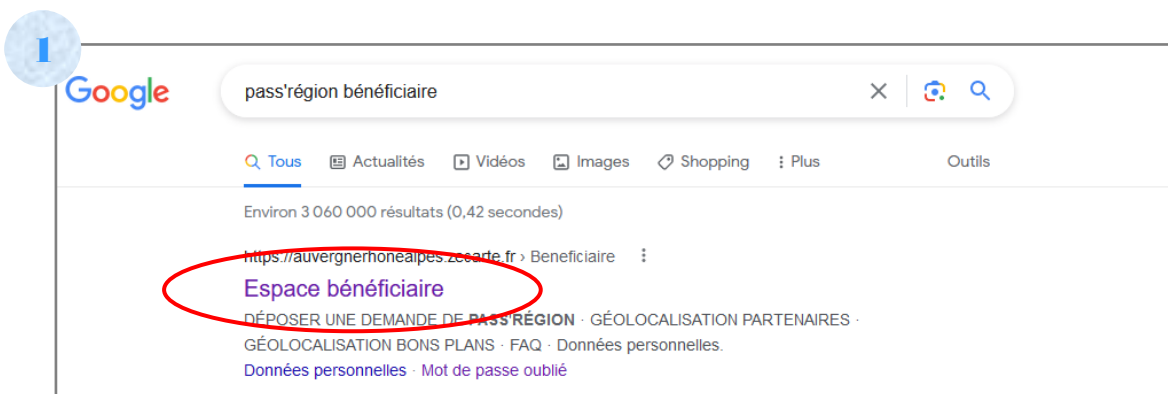 1
Google
pass'région bénéficiaire
Tous Actualités Vidéos Images Shopping Plus Outils
Environ 3 060 000 résultats (0,42 secondes)
https://auvergnerhonealpes.zecarte.fr › Beneficiaire
Espace bénéficiaire
DÉPOSER UNE DEMANDE DE PASS'RÉGION · GÉOLOCALISATION PARTENAIRES ·
GÉOLOCALISATION BONS PLANS · FAQ · Données personnelles.
Données personnelles · Mot de passe oublié